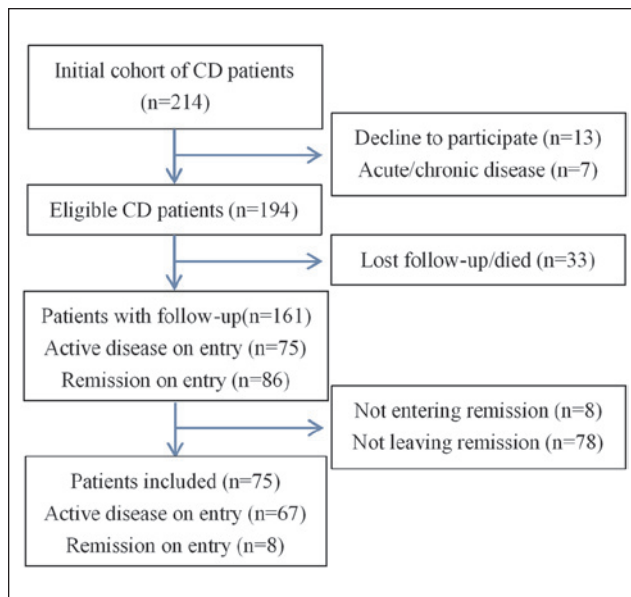 Initial cohort of CD patients
(n=214)
Decline to participate (n=13)
Acute/chronic disease (n=7)
Eligible CD patients (n=194)
Lost follow-up/died (n=33)
Patients with follow-up(n=161)
Active disease on entry (n=75)
Remission on entry (n=86)
Not entering remission (n=8)
Not leaving remission (n=78)
Patients included (n=75)
Active disease on entry (n=67)
Remission on entry (n=8)